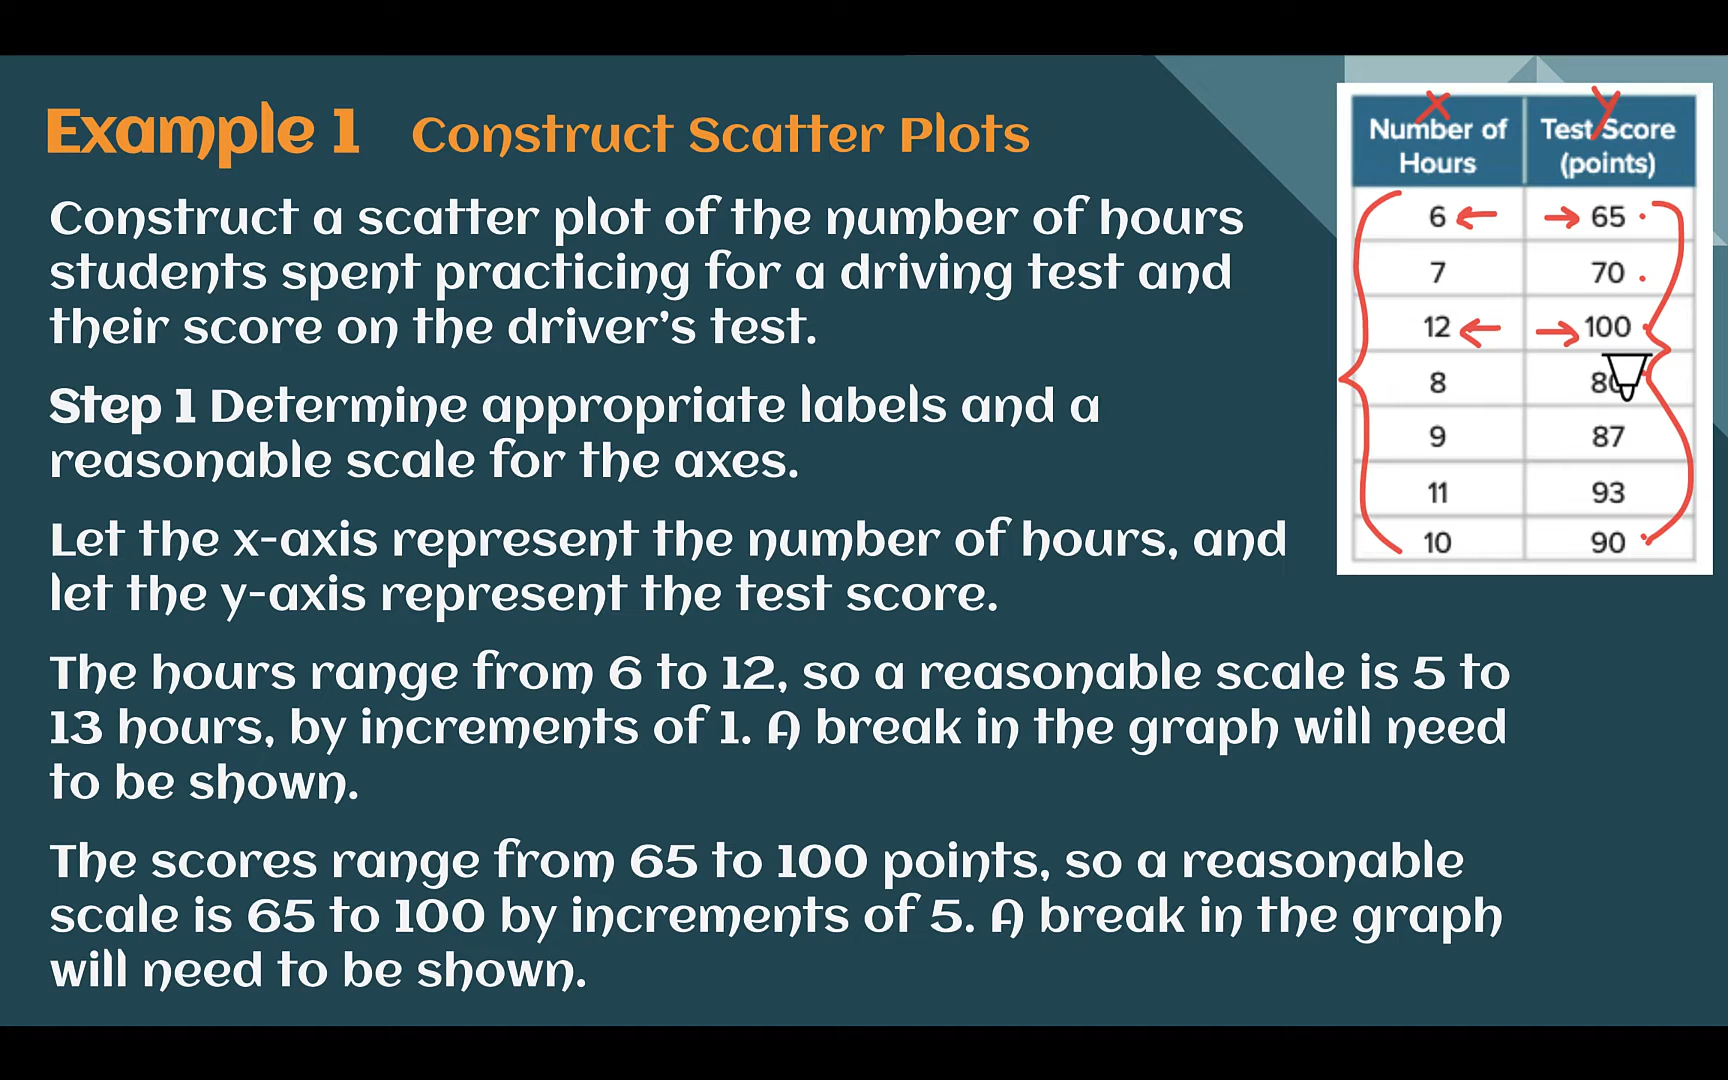 Example 1 Construct Scatter Plots
Construct a scatter plot of the number of hours
students spent practicing for a driving test and
their score on the driver's test.
Step 1 Determine appropriate labels and a
reasonable scale for the axes.
Let the x-axis represent the number of hours, and
let the y-axis represent the test score.
The hours range from 6 to 12, so a reasonable scale is 5 to
13 hours, by increments of 1. A break in the graph will need
to be shown.
The scores range from 65 to 100 points, so a reasonable
scale is 65 to 100 by increments of 5. A break in the graph
will need to be shown.
x y
Number of Test Score
Hours (points)
6 65
7 70
12 100
8
9 87
11 93
10 90